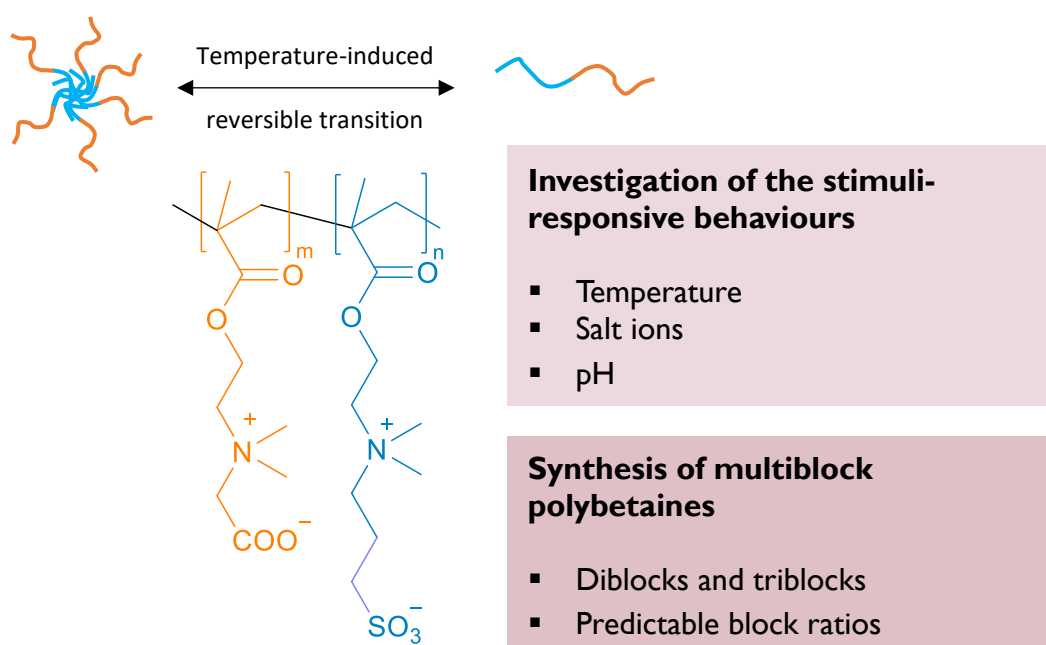 Temperature-induced
reversible transition
Investigation of the stimuli-
responsive behaviours
▪ Temperature
▪ Salt ions
▪ pH
m
n
O
O
O
O
+
N
+
N
COO−
SO3−
Synthesis of multiblock
polybetaines
▪ Diblocks and triblocks
▪ Predictable block ratios